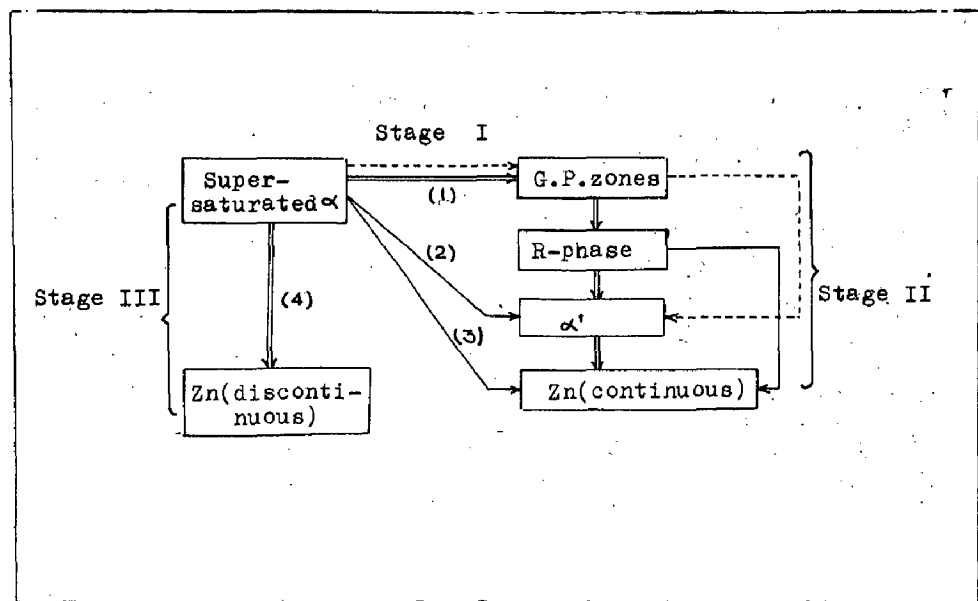 Stage I
Super-
saturated α
G.P. zones
(1)
R-phase
(2)
Stage III
(4)
(3)
α'
Stage II
Zn(disconti-
nuous)
Zn(continuous)